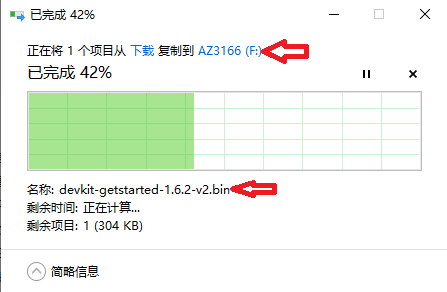 已完成 42%
正在将 1 个项目从 下载 复制到 AZ3166 (F:)
已完成 42%
名称: devkit-getstarted-1.6.2-v2.bin
剩余时间: 正在计算...
剩余项目: 1 (304 KB)
简略信息